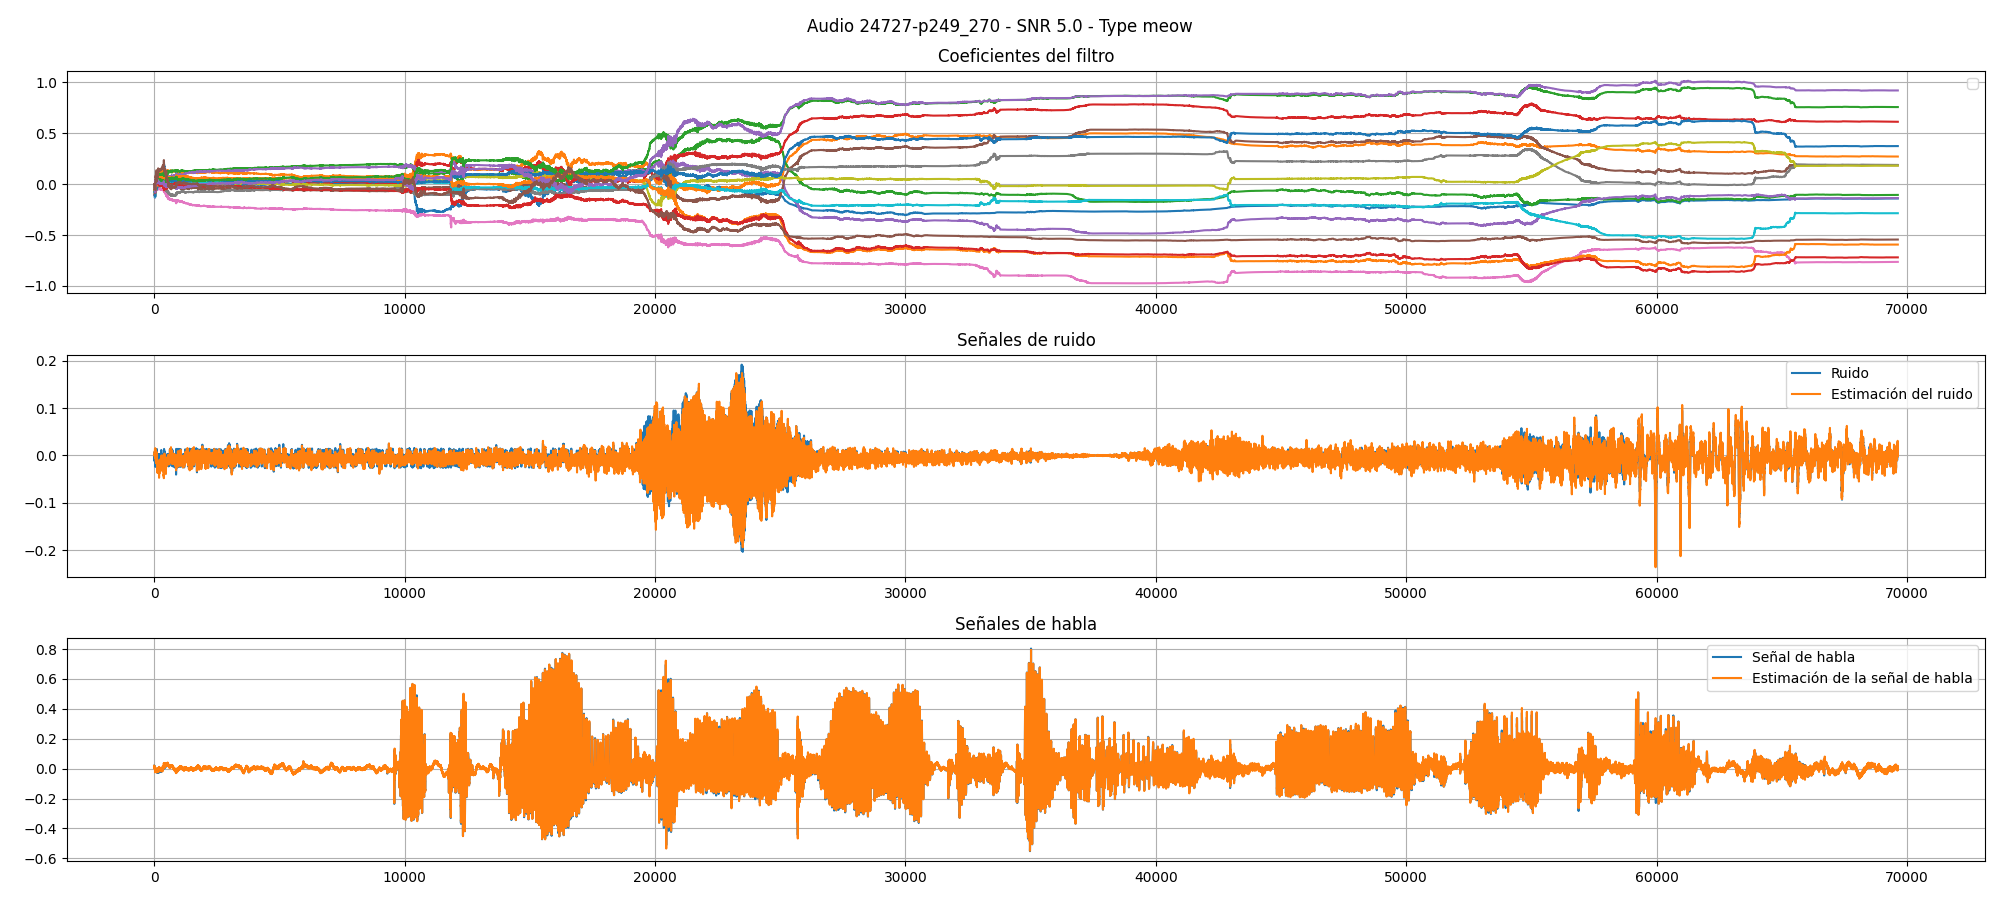 Audio 24727-p249_270 - SNR 5.0 - Type meow
Coeficientes del filtro
1.0
0.5
0.0
−0.5
−1.0
0 10000 20000 30000 40000 50000 60000 70000
Señales de ruido
0.2
0.1
0.0
−0.1
−0.2
Ruido
Estimación del ruido
0 10000 20000 30000 40000 50000 60000 70000
Señales de habla
0.8
0.6
0.4
0.2
0.0
−0.2
−0.4
−0.6
Señal de habla
Estimación de la señal de habla
0 10000 20000 30000 40000 50000 60000 70000